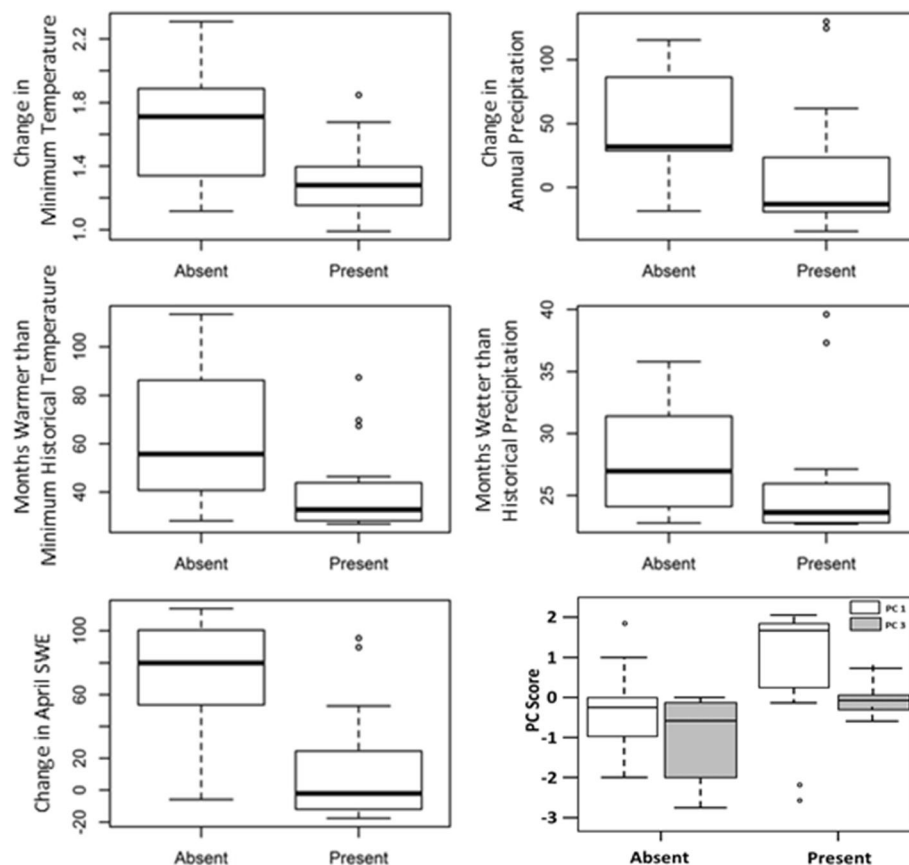 Change in
Minimum Temperature
2.2
1.8
1.4
1.0
Absent
Present
Change in
Annual Precipitation
100
50
0
Absent
Present
Months Warmer than
Minimum Historical Temperature
100
80
60
40
Absent
Present
Months Wetter than
Historical Precipitation
40
35
30
25
Absent
Present
Change in April SWE
100
60
20
0
-20
Absent
Present
PC Score
2
1
0
-1
-2
-3
PC 1
PC 3
Absent
Present